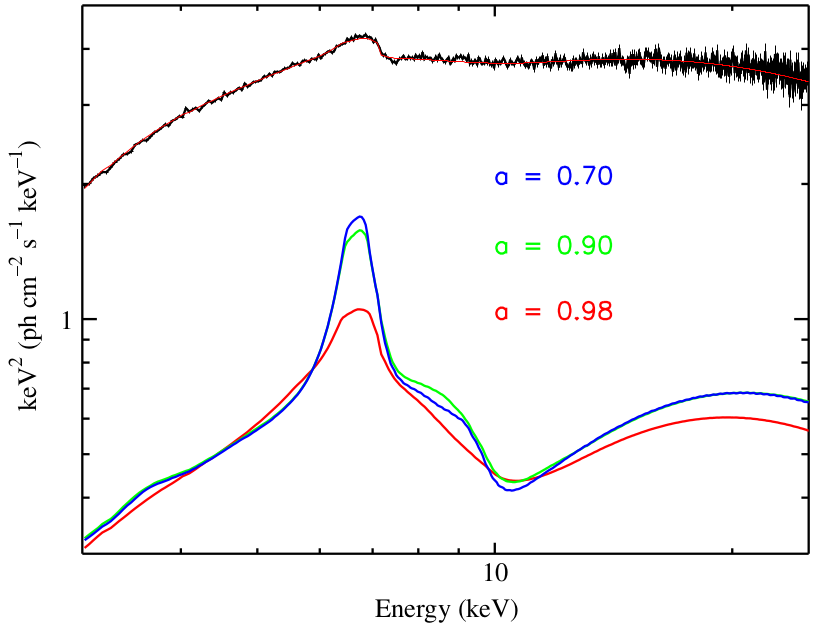 keV² (ph cm⁻² s⁻¹ keV⁻¹)
a = 0.70
a = 0.90
a = 0.98
1
10
Energy (keV)